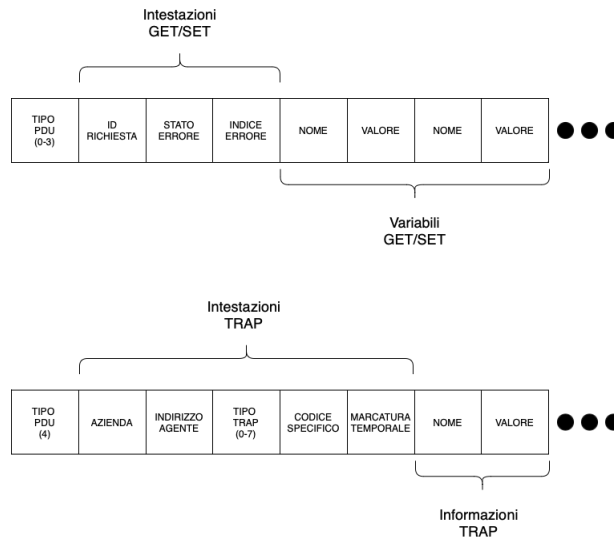 Intestazioni
GET/SET
TIPO
PDU
(0-3)
ID
RICHIESTA
STATO
ERRORE
INDICE
ERRORE
NOME
VALORE
NOME
VALORE
Variabili
GET/SET
Intestazioni
TRAP
TIPO
PDU
(4)
AZIENDA
INDIRIZZO
AGENTE
TIPO
TRAP
(0-7)
CODICE
SPECIFICO
MARCATURA
TEMPORALE
NOME
VALORE
Informazioni
TRAP